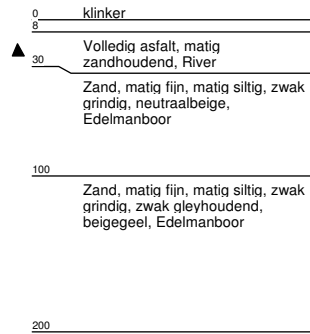 0 klinker
8
Volledig asfalt, matig
30 zandhoudend, River
Zand, matig fijn, matig siltig, zwak
grindig, neutraalbeige,
Edelmanboor
100
Zand, matig fijn, matig siltig, zwak
grindig, zwak gleyhoudend,
beigegeel, Edelmanboor
200